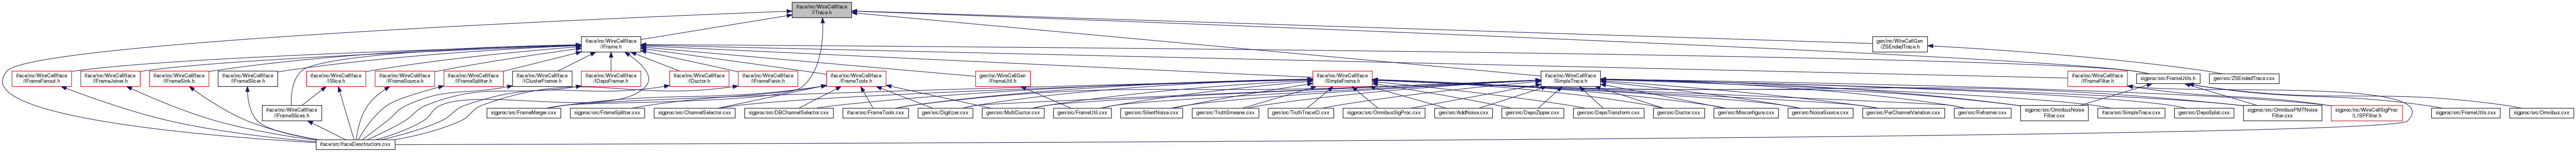 iface/inc/WireCellIface
/ITrace.h
iface/inc/WireCellIface
/IFrame.h
gen/inc/WireCellGen
/ZSEndedTrace.h
iface/inc/WireCellIface
/IFrameFanout.h
iface/inc/WireCellIface
/IFrameJoiner.h
iface/inc/WireCellIface
/IFrameSink.h
iface/inc/WireCellIface
/IFrameSlicer.h
iface/inc/WireCellIface
/ISlice.h
iface/inc/WireCellIface
/IFrameSource.h
iface/inc/WireCellIface
/IFrameSplitter.h
iface/inc/WireCellIface
/IClusterFramer.h
iface/inc/WireCellIface
/IDepoFramer.h
iface/inc/WireCellIface
/IDuctor.h
iface/inc/WireCellIface
/IFrameFanin.h
iface/inc/WireCellIface
/FrameTools.h
gen/inc/WireCellGen
/FrameUtil.h
iface/inc/WireCellIface
/SimpleFrame.h
iface/inc/WireCellIface
/SimpleTrace.h
iface/inc/WireCellIface
/IFrameFilter.h
sigproc/src/FrameUtils.h
gen/src/ZSEndedTrace.cxx
iface/inc/WireCellIface
/IFrameSlices.h
sigproc/src/FrameMerger.cxx
sigproc/src/FrameSplitter.cxx
sigproc/src/ChannelSelector.cxx
sigproc/src/DBChannelSelector.cxx
iface/src/FrameTools.cxx
gen/src/Digitizer.cxx
gen/src/MultiDuctor.cxx
gen/src/FrameUtil.cxx
gen/src/SilentNoise.cxx
gen/src/TruthSmearer.cxx
gen/src/TruthTraceID.cxx
sigproc/src/OmnibusSigProc.cxx
gen/src/AddNoise.cxx
gen/src/DepoZipper.cxx
gen/src/DepoTransform.cxx
gen/src/Ductor.cxx
gen/src/Misconfigure.cxx
gen/src/NoiseSource.cxx
gen/src/PerChannelVariation.cxx
gen/src/Reframer.cxx
sigproc/src/OmnibusNoise
Filter.cxx
iface/src/SimpleTrace.cxx
gen/src/DepoSplat.cxx
sigproc/src/OmnibusPMTNoise
Filter.cxx
sigproc/inc/WireCellSigProc
/L1SPFilter.h
sigproc/src/FrameUtils.cxx
sigproc/src/Omnibus.cxx
iface/src/IfaceDesctructors.cxx